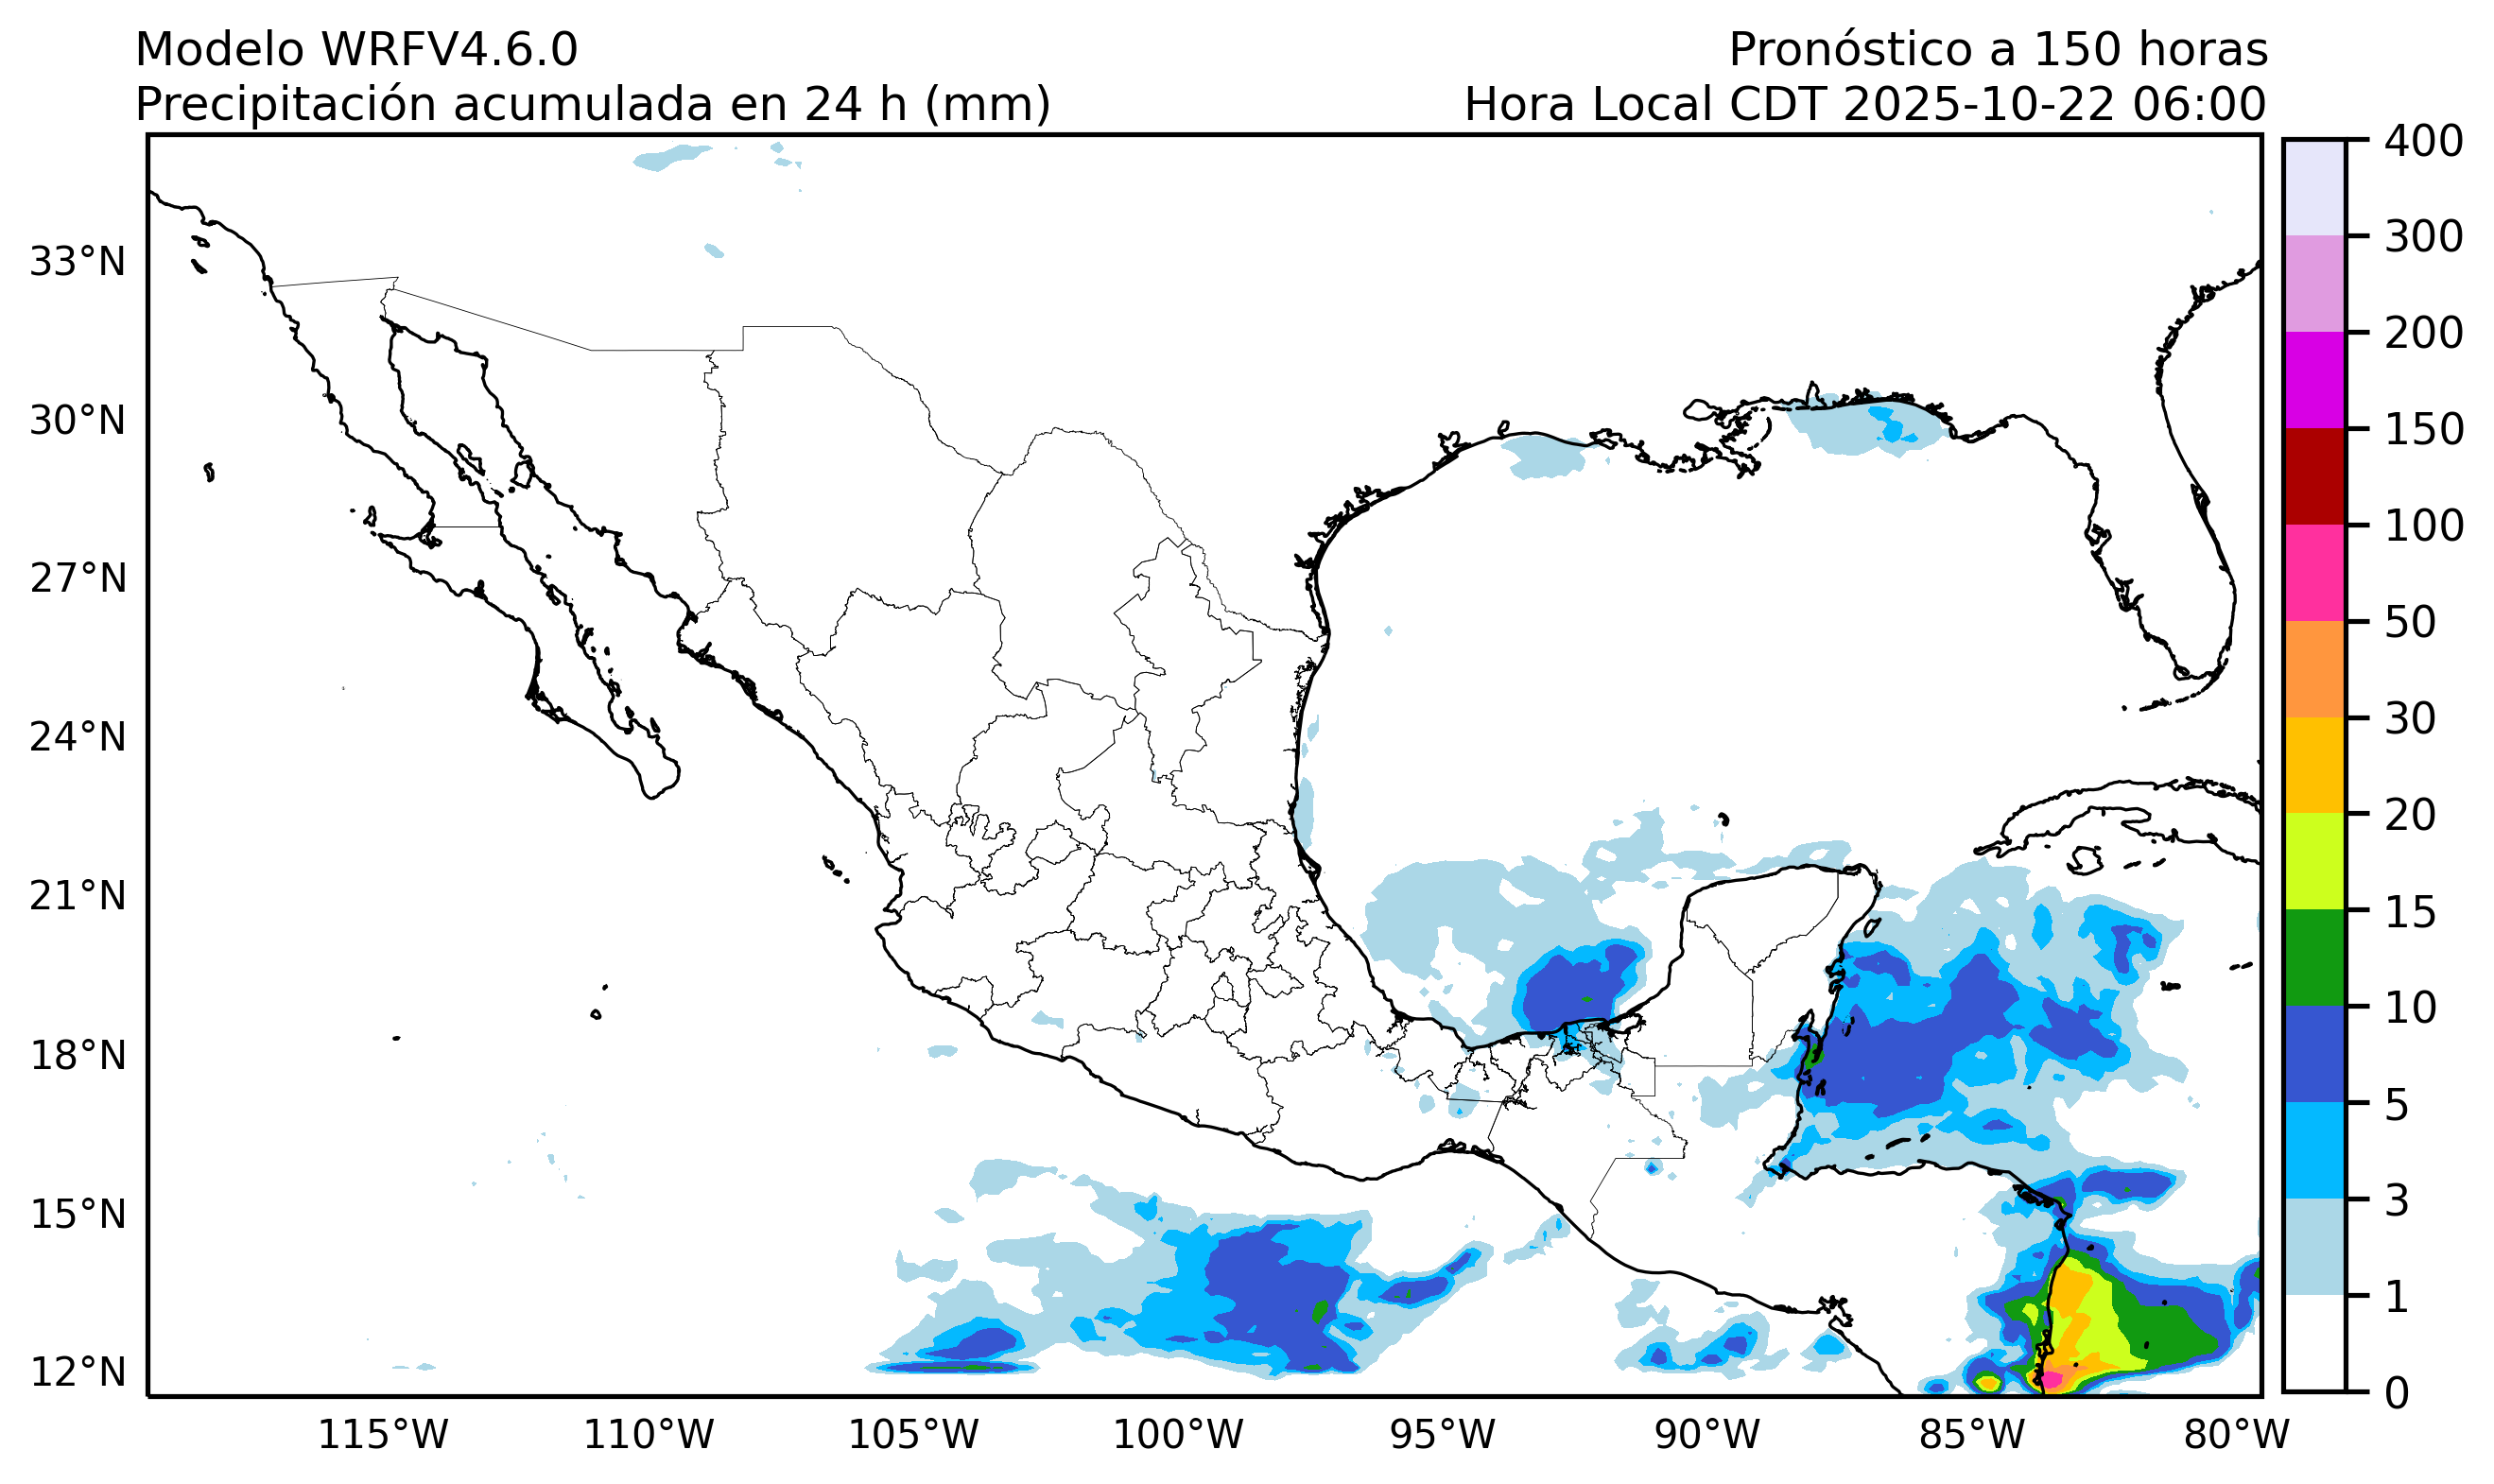 Modelo WRFV4.6.0
Pronóstico a 150 horas
Precipitación acumulada en 24 h (mm)
Hora Local CDT 2025-10-22 06:00
33°N
30°N
27°N
24°N
21°N
18°N
15°N
12°N
115°W
110°W
105°W
100°W
95°W
90°W
85°W
80°W
400
300
200
150
100
50
30
20
15
10
5
3
1
0